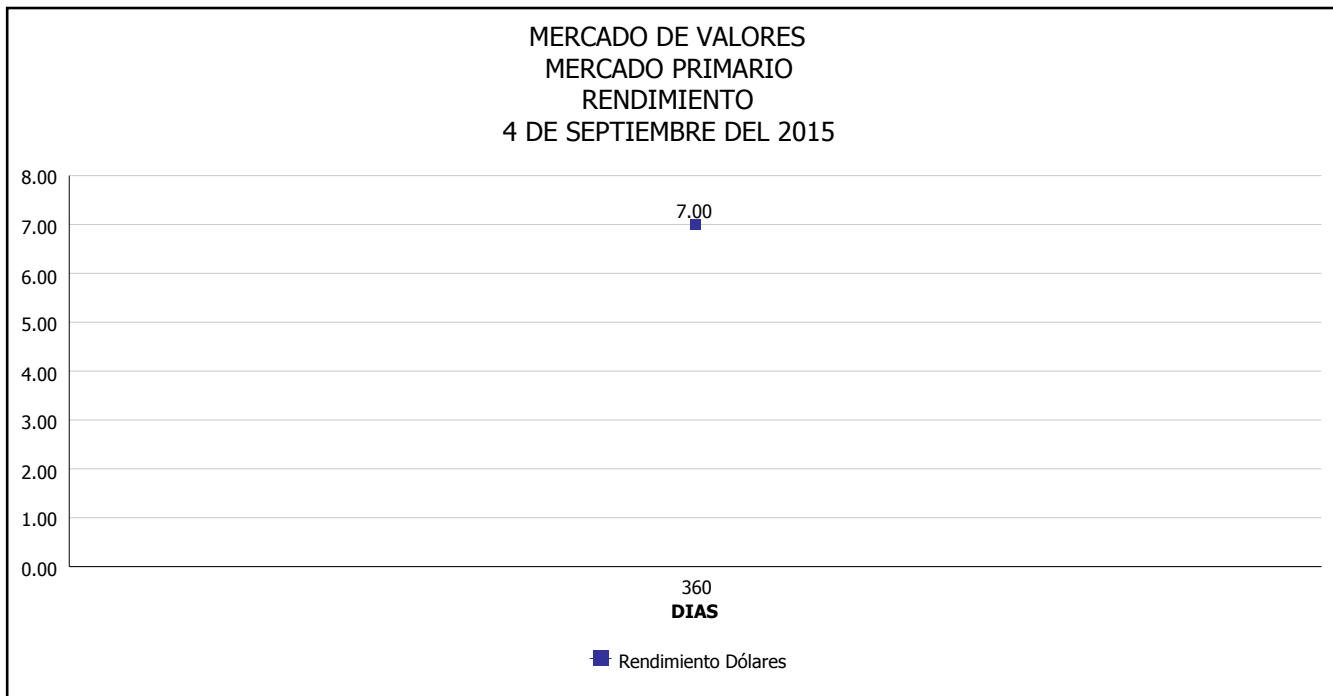 MERCADO DE VALORES
MERCADO PRIMARIO
RENDIMIENTO
4 DE SEPTIEMBRE DEL 2015
8.00
7.00
7.00
6.00
5.00
4.00
3.00
2.00
1.00
0.00
360
DIAS
Rendimiento Dólares